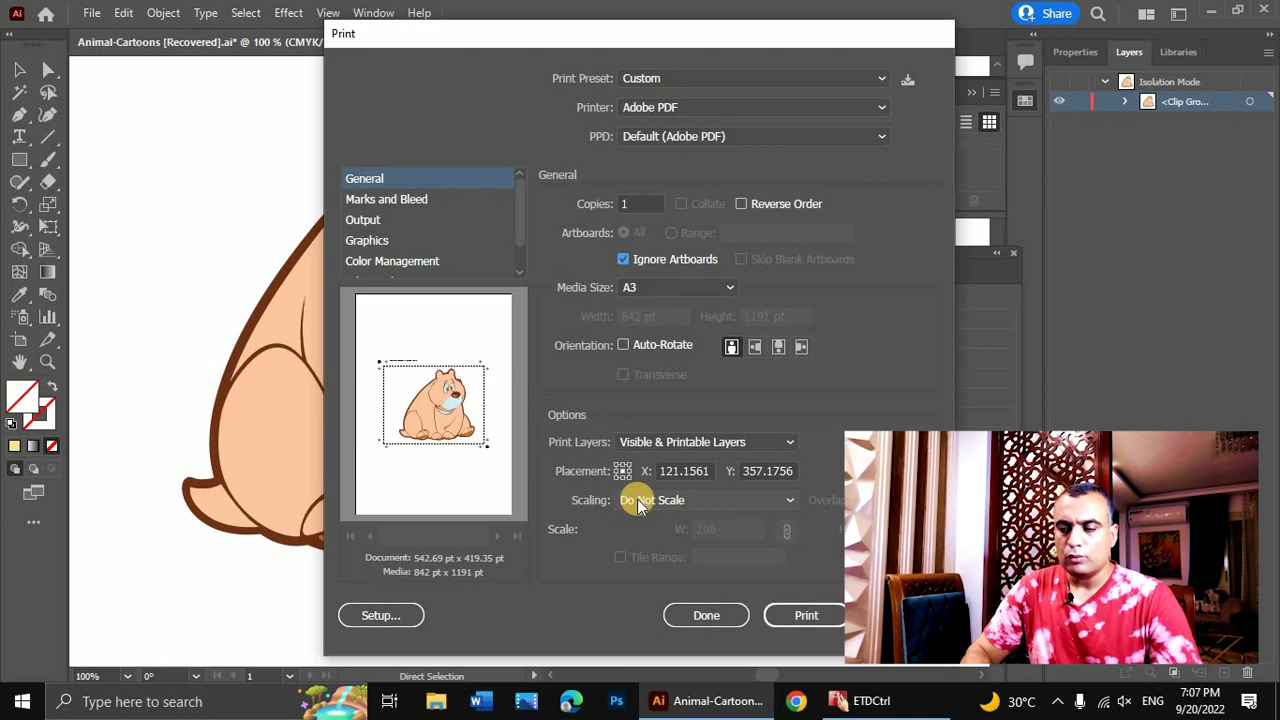 File Edit Object Type Select Effect View Window Help
Share
Animal-Cartoons [Recovered].ai* @ 100 % (CMYK/
Print
Properties Layers Libraries
Isolation Mode
<Clip Gro...
Print Preset: Custom
Printer: Adobe PDF
PPD: Default (Adobe PDF)
General
Marks and Bleed
Output
Graphics
Color Management
General
Copies: 1 Collate Reverse Order
Artboards: All Range:
Ignore Artboards Skip Blank Artboards
Media Size: A3
Width: 842 pt Height: 1191 pt
Orientation: Auto-Rotate
Transverse
Options
Print Layers: Visible & Printable Layers
Placement: X: 121.1561 Y: 357.1756
Scaling: Do Not Scale Overlap
Scale: W: 100 H
Tile Range:
Document: 542.69 pt x 419.35 pt
Media: 842 pt x 1191 pt
Setup... Done Print
100% 0° 1 Direct Selection
Type here to search
Animal-Cartoon... ETDCtrl
30°C ENG 7:07 PM
9/20/2022